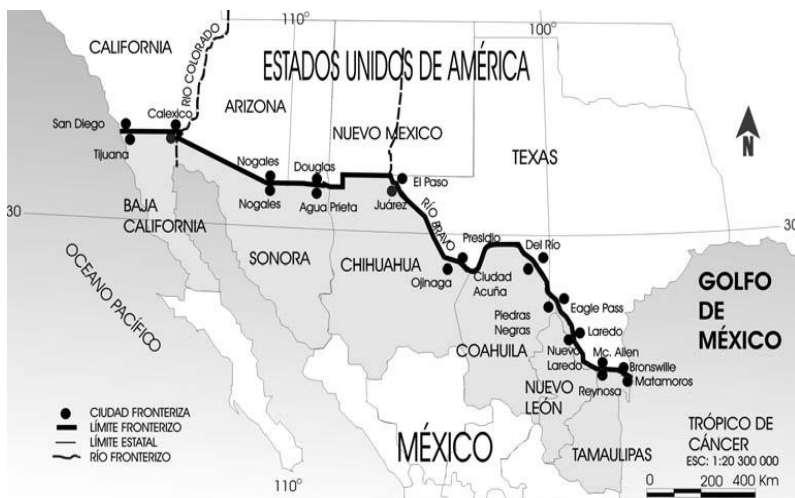 110°
100°
CALIFORNIA
RIO COLORADO
ESTADOS UNIDOS DE AMÉRICA
ARIZONA
NUEVO MEXICO
N
San Diego
Calexico
Tijuana
TEXAS
Nogales
Douglas
El Paso
Nogales
Agua Prieta
Juárez
RÍO BRAVO
30
30
BAJA
CALIFORNIA
SONORA
CHIHUAHUA
Presidio
Del Río
Ojinaga
Ciudad
Acuña
OCEANO PACÍFICO
GOLFO
DE
MÉXICO
Piedras
Negras
Eagle Pass
COAHUILA
Laredo
Nuevo
Laredo
Mc. Allen
Bronswille
Matamoros
Reynosa
NUEVO
LEÓN
CIUDAD FRONTERIZA
LÍMITE FRONTERIZO
LÍMITE ESTATAL
RÍO FRONTERIZO
MÉXICO
TAMAULIPAS
TRÓPICO DE
CÁNCER
ESC: 1:20 300 000
0 200 400 Km
110°